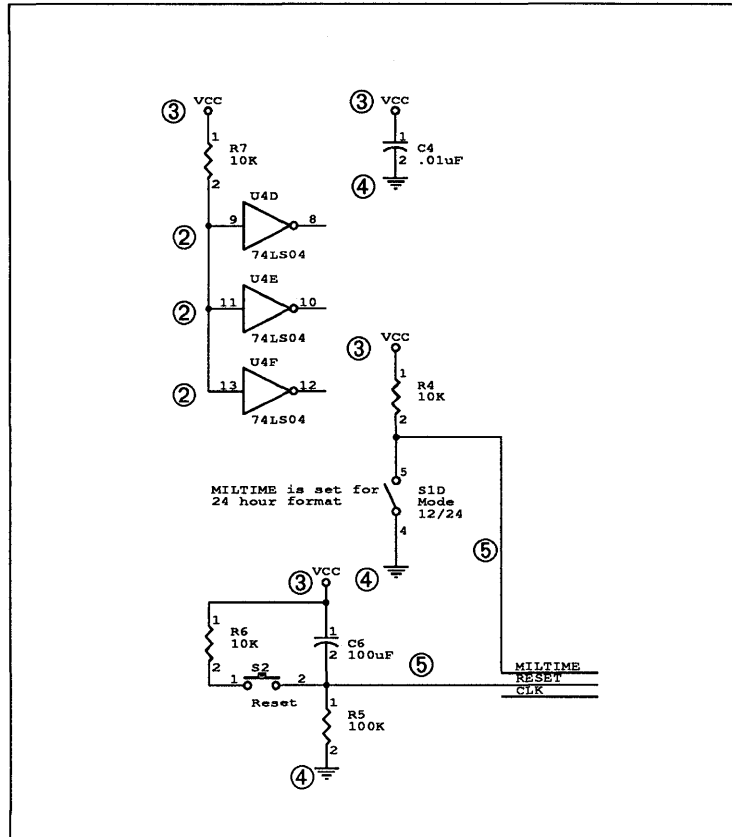 ③ VCC
1
R7
10K
2
U4D
② 9 8
74LS04
U4E
② 11 10
74LS04
U4F
② 13 12
74LS04
③ VCC
1
C4
2 .01uF
④
③ VCC
1
R4
10K
2
5
MILTIME is set for
24 hour format
S1D
Mode
12/24
4
④
⑤
③ VCC
1
R6
10K
2
1
C6
2 100uF
S2
1 2
Reset
⑤
1
R5
100K
2
④
MILTIME
RESET
CLK